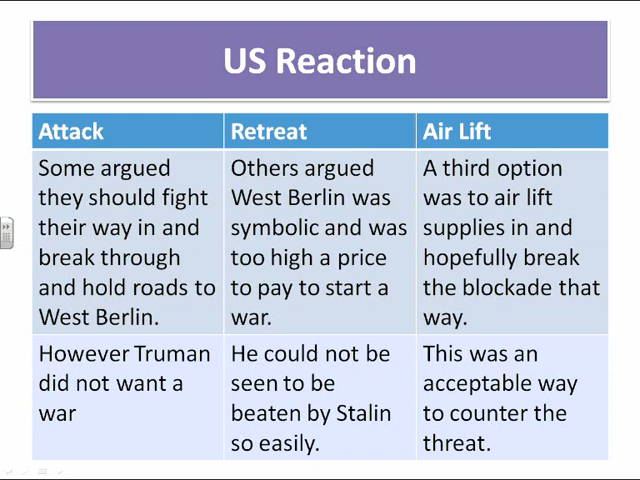 US Reaction
Attack
Retreat
Air Lift
Some argued
they should fight
their way in and
break through
and hold roads to
West Berlin.
Others argued
West Berlin was
symbolic and was
too high a price
to pay to start a
war.
A third option
was to air lift
supplies in and
hopefully break
the blockade that
way.
However Truman
did not want a
war
He could not be
seen to be
beaten by Stalin
so easily.
This was an
acceptable way
to counter the
threat.